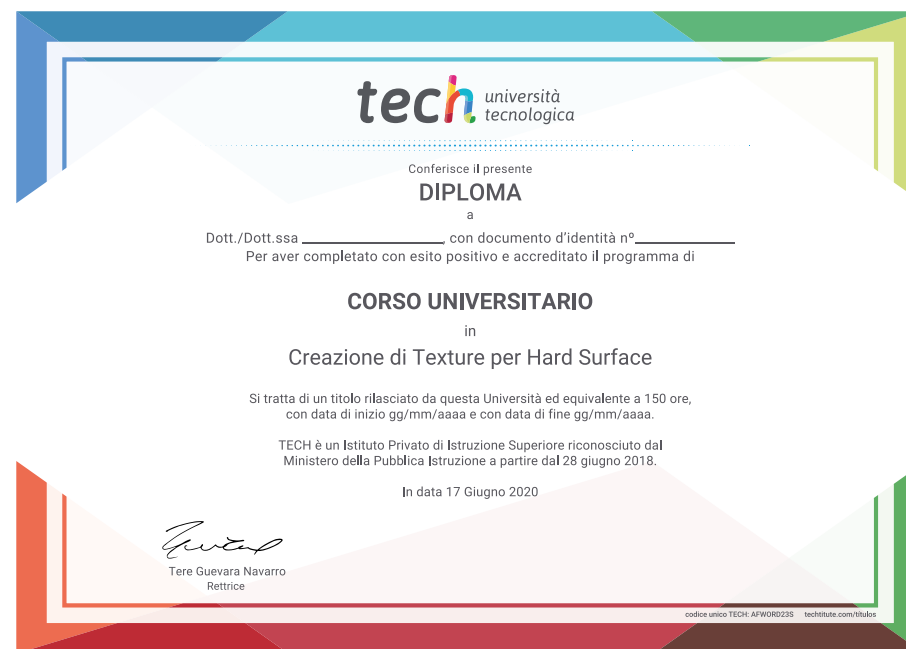 tech università
tecnologica
Conferisce il presente
DIPLOMA
a
Dott./Dott.ssa ________________, con documento d'identità nº____________
Per aver completato con esito positivo e accreditato il programma di
CORSO UNIVERSITARIO
in
Creazione di Texture per Hard Surface
Si tratta di un titolo rilasciato da questa Università ed equivalente a 150 ore,
con data di inizio gg/mm/aaaa e con data di fine gg/mm/aaaa.
TECH è un Istituto Privato di Istruzione Superiore riconosciuto dal
Ministero della Pubblica Istruzione a partire dal 28 giugno 2018.
In data 17 Giugno 2020
Tere Guevara Navarro
Rettrice
codice unico TECH: AFWORD23S techtitute.com/titulos